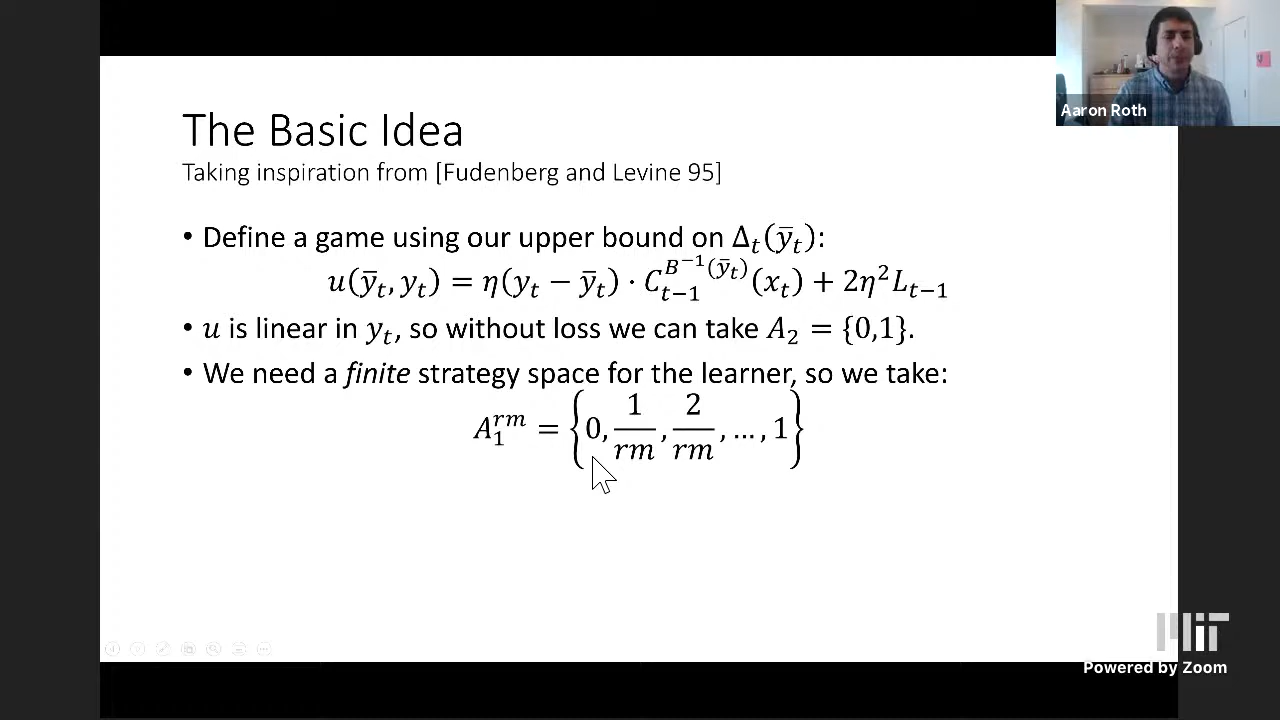 Aaron Roth
The Basic Idea
Taking inspiration from [Fudenberg and Levine 95]
• Define a game using our upper bound on Δ_t(ȳ_t):
u(ȳ_t, y_t) = η(y_t − ȳ_t) · C_{t−1}^{B^{−1}(ȳ_t)}(x_t) + 2η²L_{t−1}
• u is linear in y_t, so without loss we can take A_2 = {0,1}.
• We need a finite strategy space for the learner, so we take:
A_1^{rm} = {0, 1/rm, 2/rm, …, 1}
MIT
Powered by Zoom